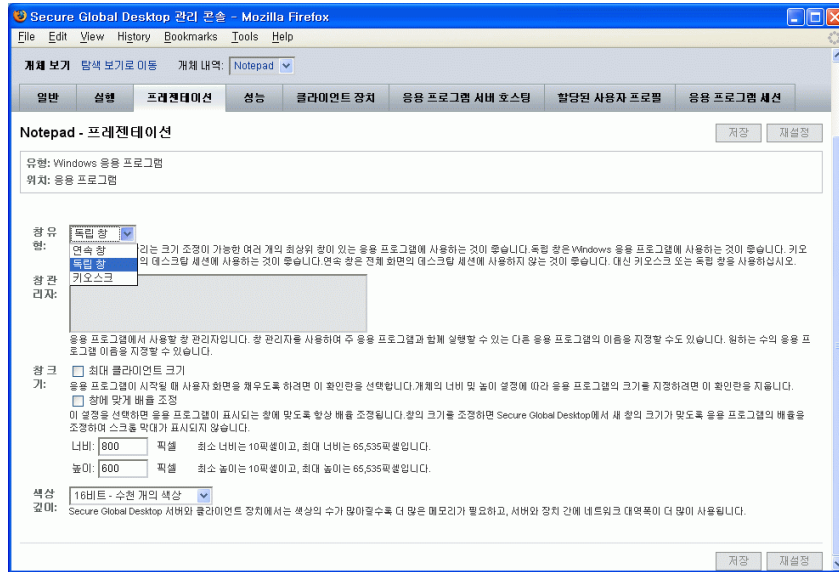 Secure Global Desktop 관리 콘솔 - Mozilla Firefox
File Edit View History Bookmarks Tools Help
개체 보기 탐색 보기로 이동 개체 내역: Notepad
일반 실행 프레젠테이션 성능 클라이언트 장치 응용 프로그램 서버 호스팅 할당된 사용자 프로필 응용 프로그램 세션
Notepad - 프레젠테이션
저장 재설정
유형: Windows 응용 프로그램
위치: 응용 프로그램
창 유형:
독립 창
연속 창
독립 창
키오스크
리는 크기 조정이 가능한 여러 개의 최상위 창이 있는 응용 프로그램에 사용하는 것이 좋습니다.독립 창은 Windows 응용 프로그램에 사용하는 것이 좋습니다. 키오
의 데스크탑 세션에 사용하는 것이 좋습니다.연속 창은 전체 화면의 데스크탑 세션에 사용하지 않는 것이 좋습니다. 대신 키오스크 또는 독립 창을 사용하십시오.
창 관리자:
응용 프로그램에서 사용할 창 관리자입니다. 창 관리자를 사용하여 주 응용 프로그램과 함께 실행할 수 있는 다른 응용 프로그램의 이름을 지정할 수도 있습니다. 원하는 수의 응용 프
로그램 이름을 지정할 수 있습니다.
창 크기:
최대 클라이언트 크기
응용 프로그램이 시작될 때 사용자 화면을 채우도록 하려면 이 확인란을 선택합니다.개체의 너비 및 높이 설정에 따라 응용 프로그램의 크기를 지정하려면 이 확인란을 지웁니다.
창에 맞게 배율 조정
이 설정을 선택하면 응용 프로그램이 표시되는 창에 맞도록 항상 배율 조정됩니다.창의 크기를 조정하면 Secure Global Desktop에서 새 창의 크기가 맞도록 응용 프로그램의 배율을
조정하며 스크롤 막대가 표시되지 않습니다.
너비: 800 픽셀 최소 너비는 10픽셀이고, 최대 너비는 65,535픽셀입니다.
높이: 600 픽셀 최소 높이는 10픽셀이고, 최대 높이는 65,535픽셀입니다.
색상 깊이:
16비트 - 수천 개의 색상
Secure Global Desktop 서버와 클라이언트 장치에서는 색상의 수가 많아질수록 더 많은 메모리가 필요하고, 서버와 장치 간에 네트워크 대역폭이 더 많이 사용됩니다.
저장 재설정